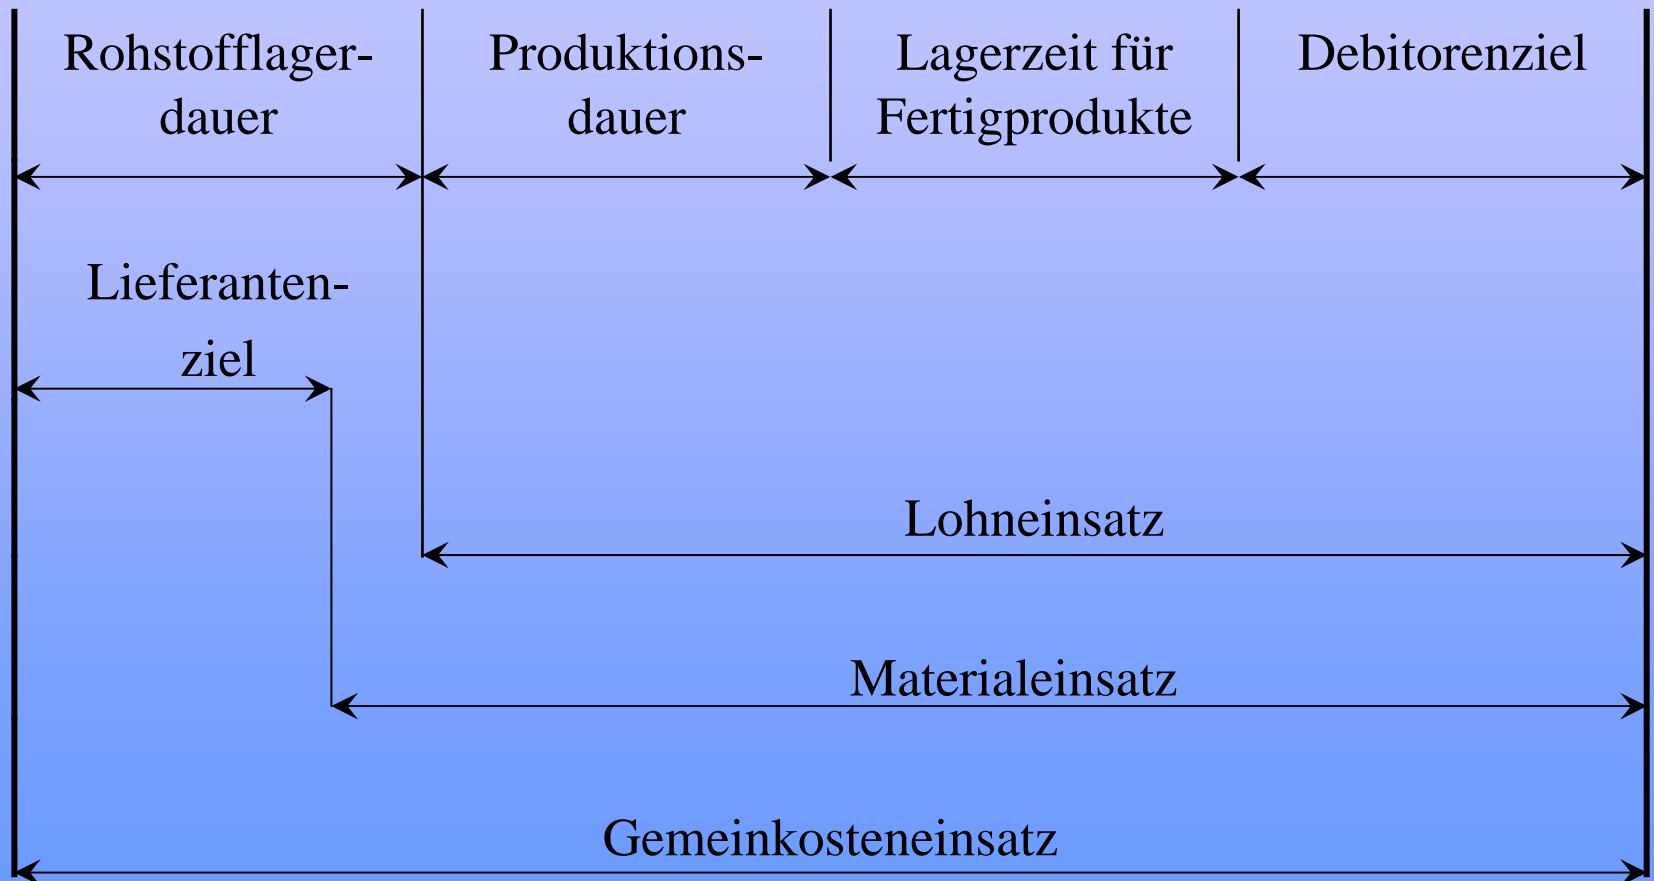 Rohstofflager-
dauer
Produktions-
dauer
Lagerzeit für
Fertigprodukte
Debitorenziel
Lieferanten-
ziel
Lohneinsatz
Materialeinsatz
Gemeinkosteneinsatz